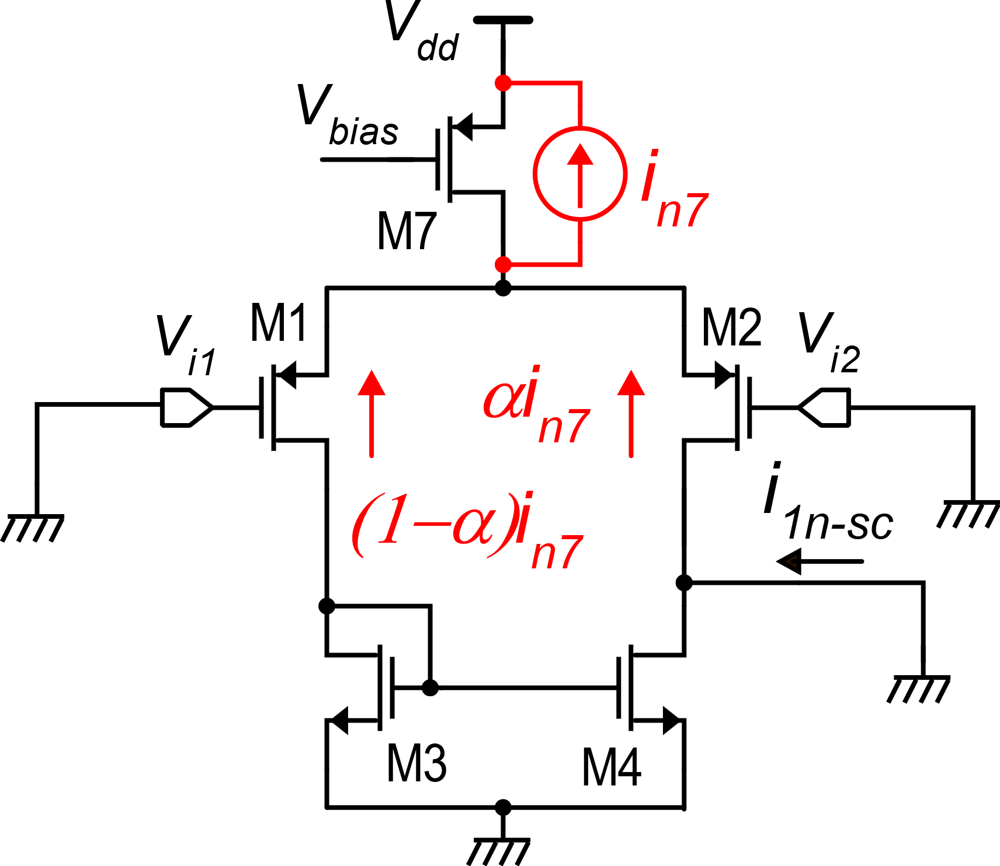 Vdd
Vbias
in7
M7
M1
M2
Vi1
Vi2
αin7
(1–α)in7
i1n-sc
M3
M4